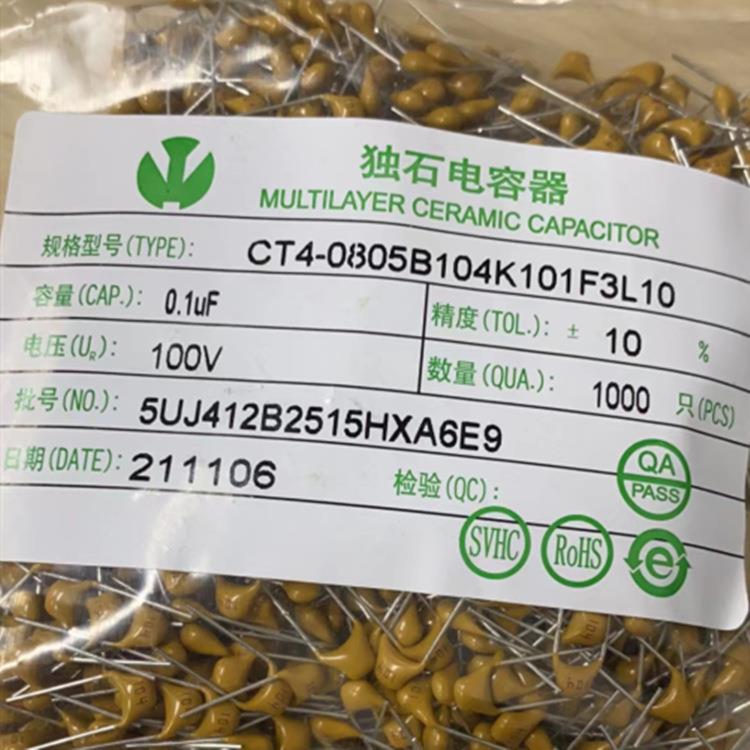 独石电容器
MULTILAYER CERAMIC CAPACITOR
规格型号(TYPE): CT4-0805B104K101F3L10
容量(CAP.): 0.1uF 精度(TOL.): ± 10 %
电压(UR): 100V 数量(QUA.): 1000 只(PCS)
批号(NO.): 5UJ412B2515HXA6E9
日期(DATE): 211106 检验(QC):
QA
PASS
SVHC RoHS e
104